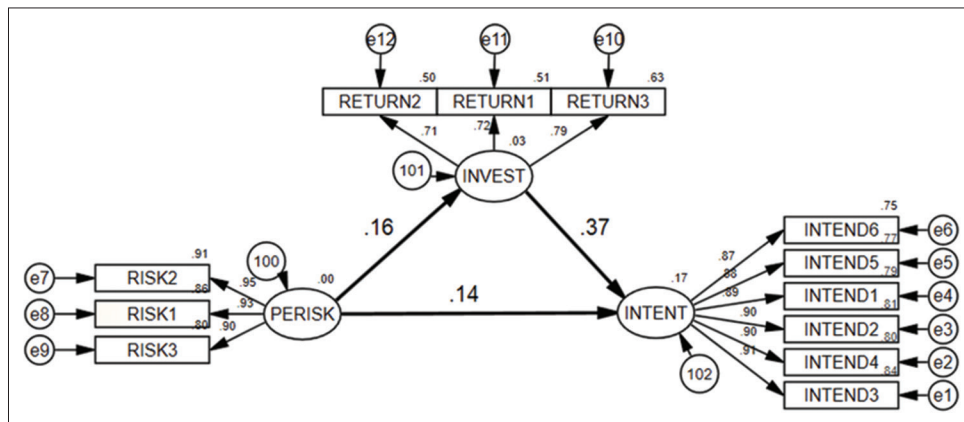 e12 e11 e10
.50 .51 .63
RETURN2 RETURN1 RETURN3
.71 .72 .79
.03
101 INVEST
.16 .37
.75
INTEND6 e6
.77
.91
100 .00 .17 .87 INTEND5 e5
e7 RISK2 .95 .88 .79
.86 .14 .89 INTEND1 e4
e8 RISK1 .93 PERISK INTENT .81
.80 .90 .90 INTEND2 e3
e9 RISK3 .80
102 .90 INTEND4 e2
.91 .84
INTEND3 e1